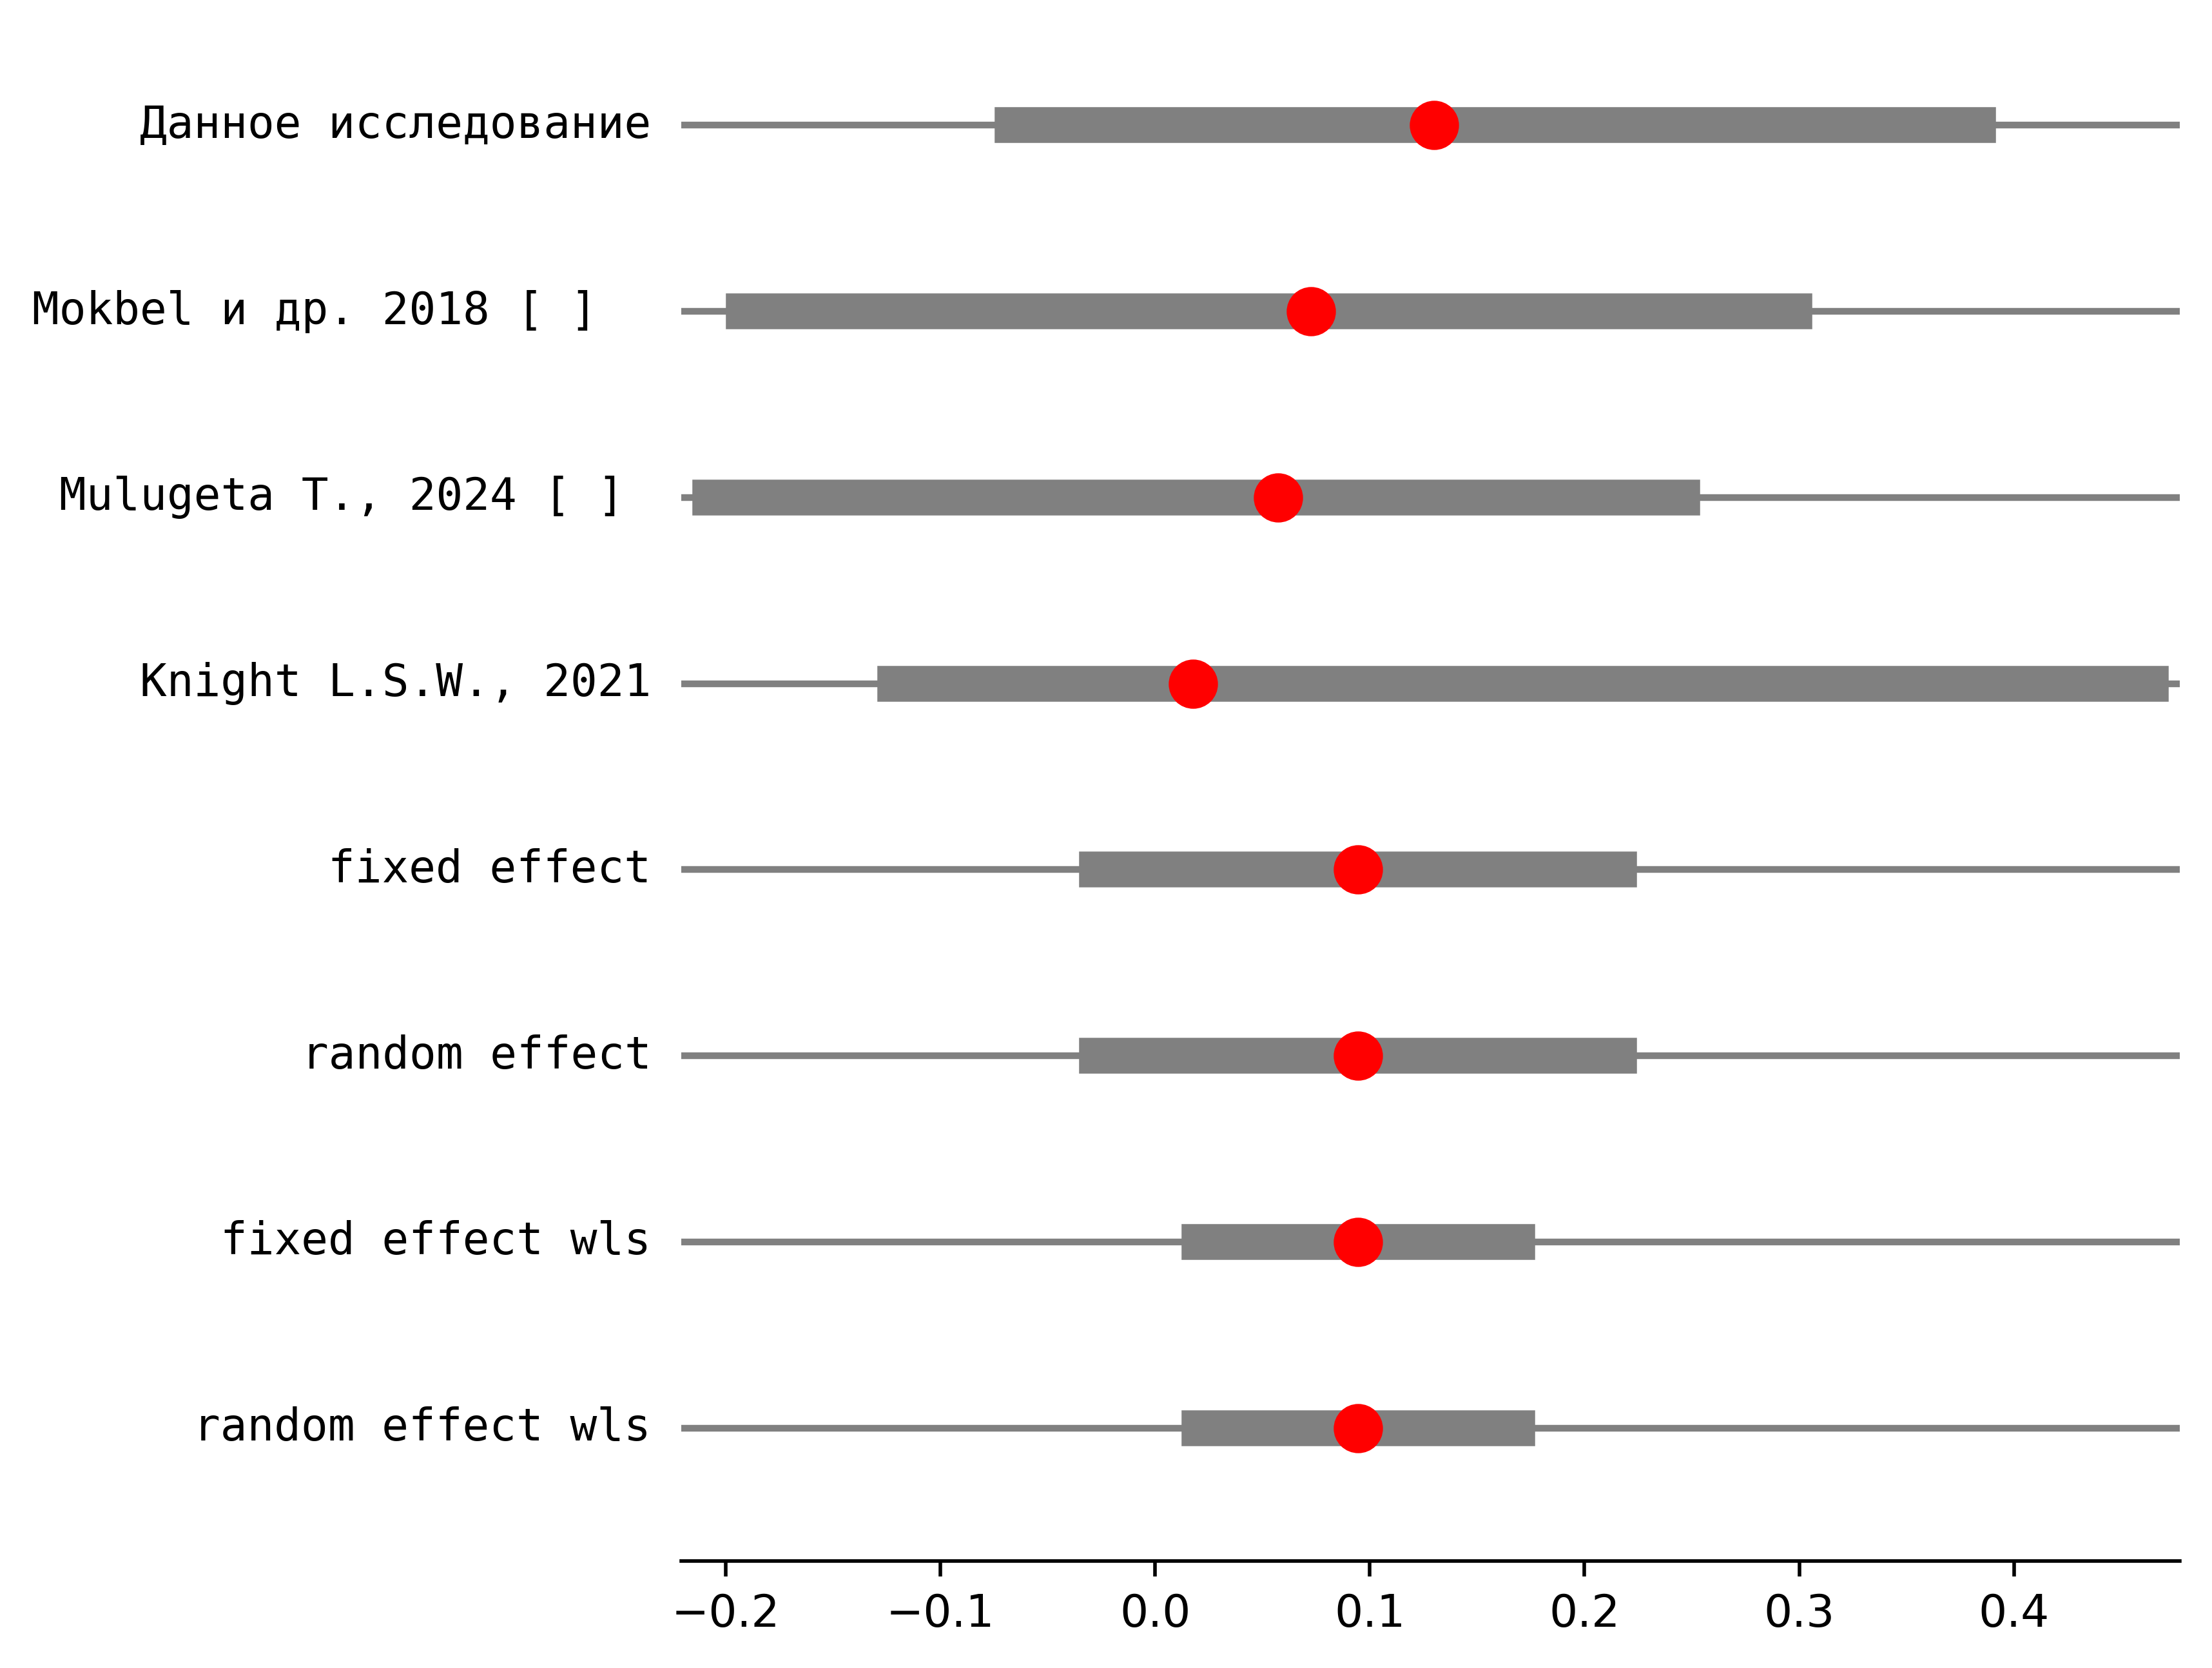 Данное исследование
Mokbel и др. 2018 [ ]
Mulugeta T., 2024 [ ]
Knight L.S.W., 2021
fixed effect
random effect
fixed effect wls
random effect wls
−0.2 −0.1 0.0 0.1 0.2 0.3 0.4